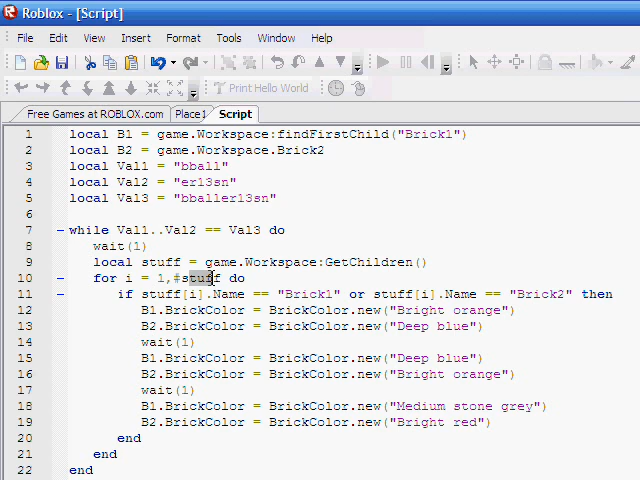 Roblox - [Script]
File Edit View Insert Format Tools Window Help
Print Hello World
Free Games at ROBLOX.com Place1 Script
1 local B1 = game.Workspace:findFirstChild("Brick1")
2 local B2 = game.Workspace.Brick2
3 local Val1 = "bball"
4 local Val2 = "er13sn"
5 local Val3 = "bballer13sn"
6
7 while Val1..Val2 == Val3 do
8 wait(1)
9 local stuff = game.Workspace:GetChildren()
10 for i = 1,#stuff do
11 if stuff[i].Name == "Brick1" or stuff[i].Name == "Brick2" then
12 B1.BrickColor = BrickColor.new("Bright orange")
13 B2.BrickColor = BrickColor.new("Deep blue")
14 wait(1)
15 B1.BrickColor = BrickColor.new("Deep blue")
16 B2.BrickColor = BrickColor.new("Bright orange")
17 wait(1)
18 B1.BrickColor = BrickColor.new("Medium stone grey")
19 B2.BrickColor = BrickColor.new("Bright red")
20 end
21 end
22 end